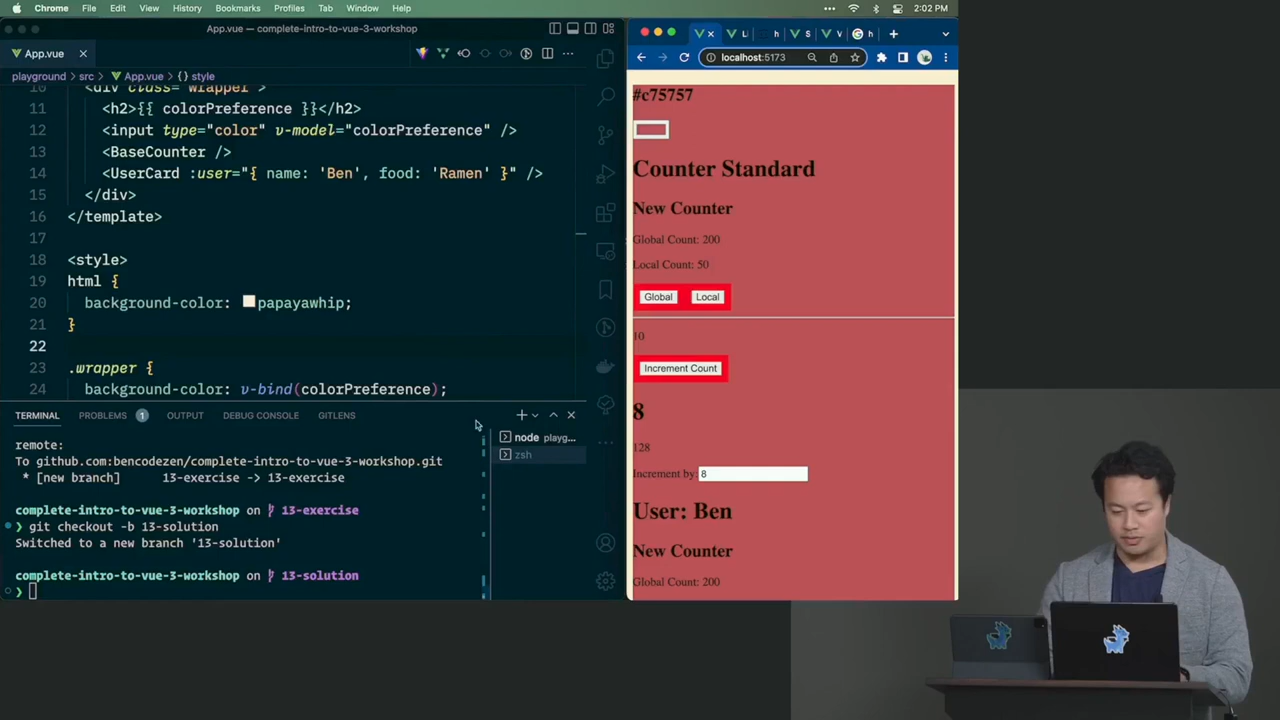 Chrome File Edit View History Bookmarks Profiles Tab Window Help 2:02 PM
App.vue — complete-intro-to-vue-3-workshop
App.vue
playground > src > App.vue > style
10 <div class="wrapper">
11 <h2>{{ colorPreference }}</h2>
12 <input type="color" v-model="colorPreference" />
13 <BaseCounter />
14 <UserCard :user="{ name: 'Ben', food: 'Ramen' }" />
15 </div>
16 </template>
17
18 <style>
19 html {
20 background-color: papayawhip;
21 }
22
23 .wrapper {
24 background-color: v-bind(colorPreference);
TERMINAL PROBLEMS 1 OUTPUT DEBUG CONSOLE GITLENS
node playg...
zsh
remote:
To github.com:bencodezen/complete-intro-to-vue-3-workshop.git
* [new branch] 13-exercise -> 13-exercise
complete-intro-to-vue-3-workshop on 13-exercise
❯ git checkout -b 13-solution
Switched to a new branch '13-solution'
complete-intro-to-vue-3-workshop on 13-solution
❯
localhost:5173
#c75757
Counter Standard
New Counter
Global Count: 200
Local Count: 50
Global Local
10
Increment Count
8
128
Increment by: 8
User: Ben
New Counter
Global Count: 200